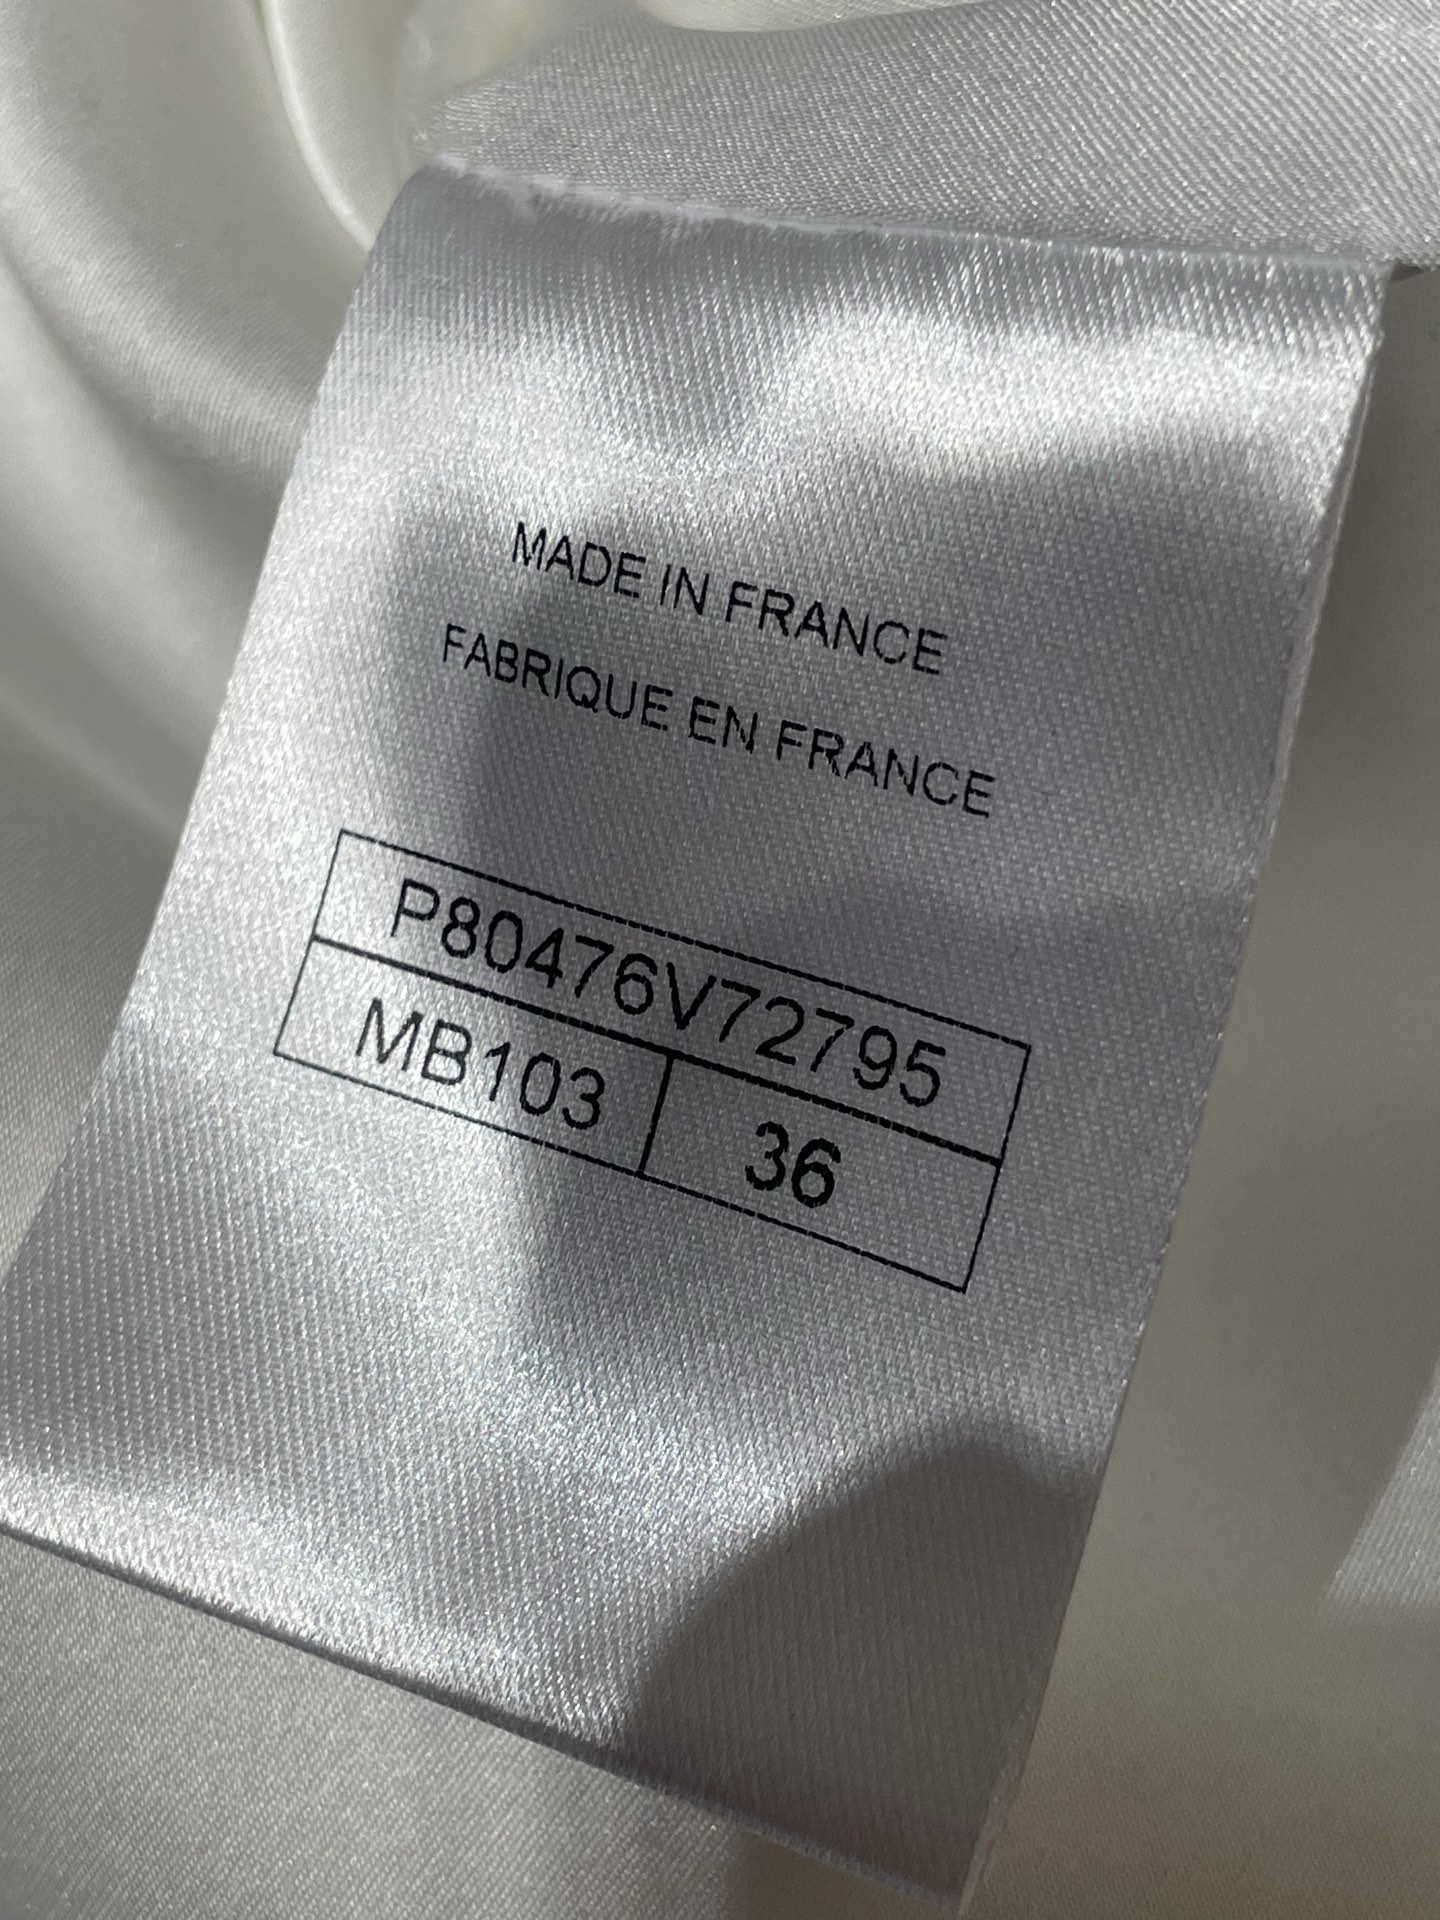 MADE IN FRANCE
FABRIQUE EN FRANCE
P80476V72795
MB103 36